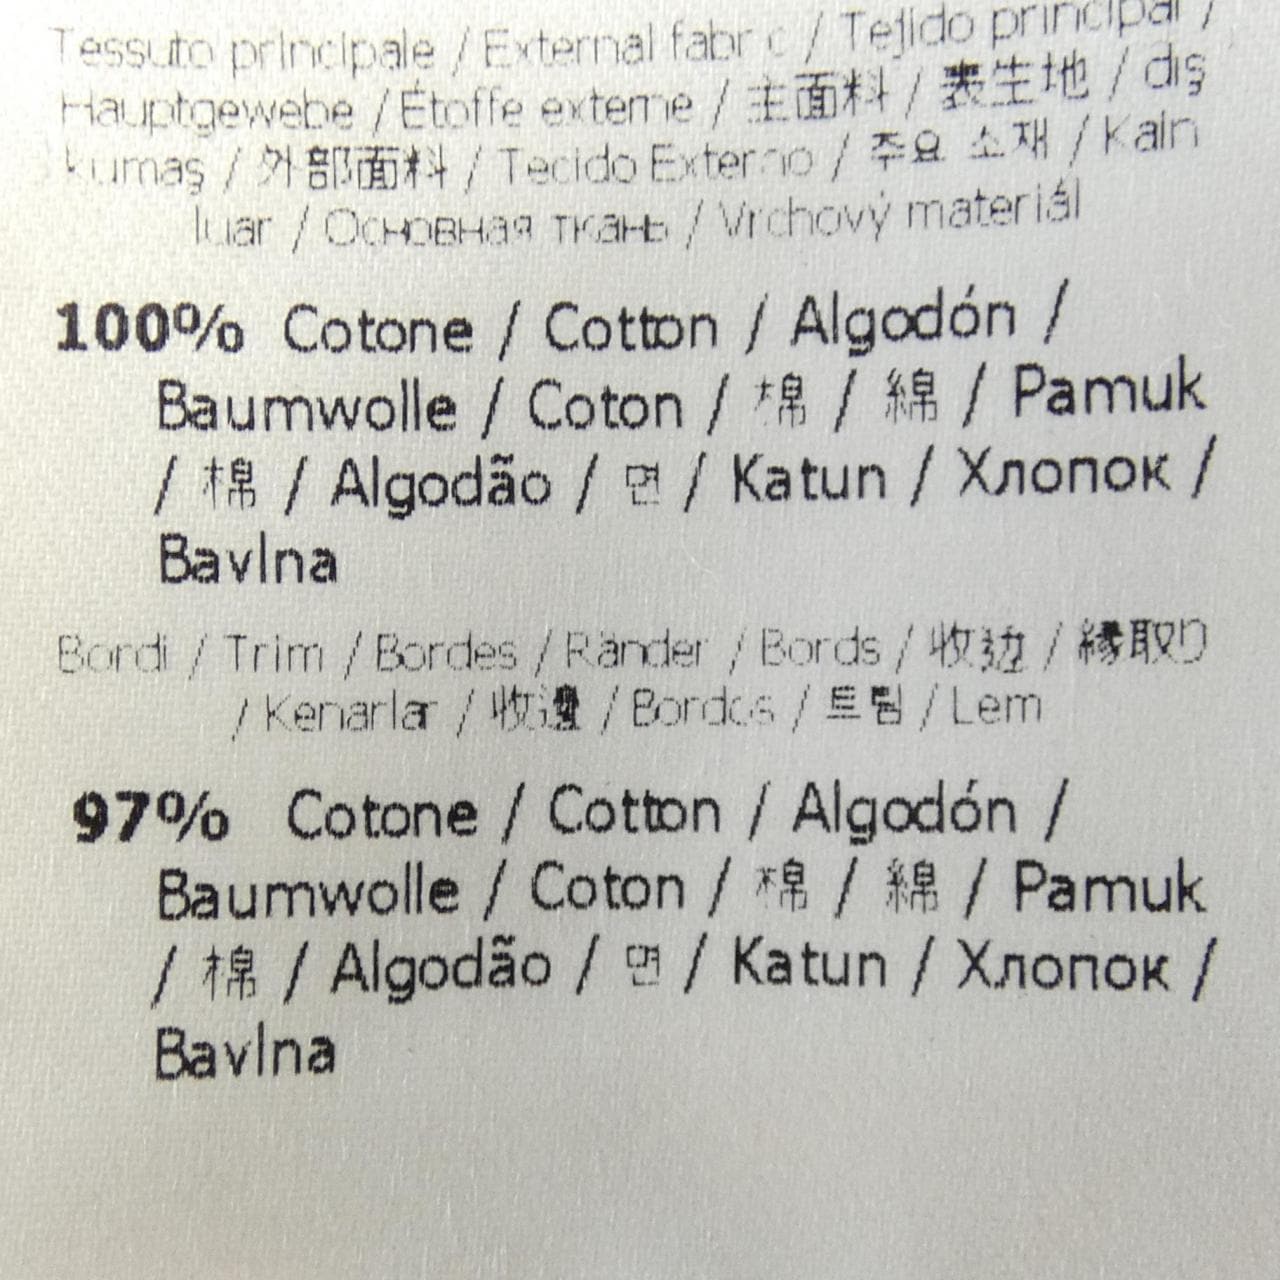 Tessuto principale / External fabric / Tejido principal /
Hauptgewebe / Étoffe externe / 主面料 / 表生地 / dış
kumaş / 外部面料 / Tecido Externo / 주요 소재 / Kain
luar / Основная ткань / Vrchový materiál
100% Cotone / Cotton / Algodón /
Baumwolle / Coton / 棉 / 綿 / Pamuk
/ 棉 / Algodão / 면 / Katun / Хлопок /
Bavlna
Bordi / Trim / Bordes / Ränder / Bords / 收边 / 縁取り
/ Kenarlar / 收邊 / Bordos / 트림 / Lem
97% Cotone / Cotton / Algodón /
Baumwolle / Coton / 棉 / 綿 / Pamuk
/ 棉 / Algodão / 면 / Katun / Хлопок /
Bavlna